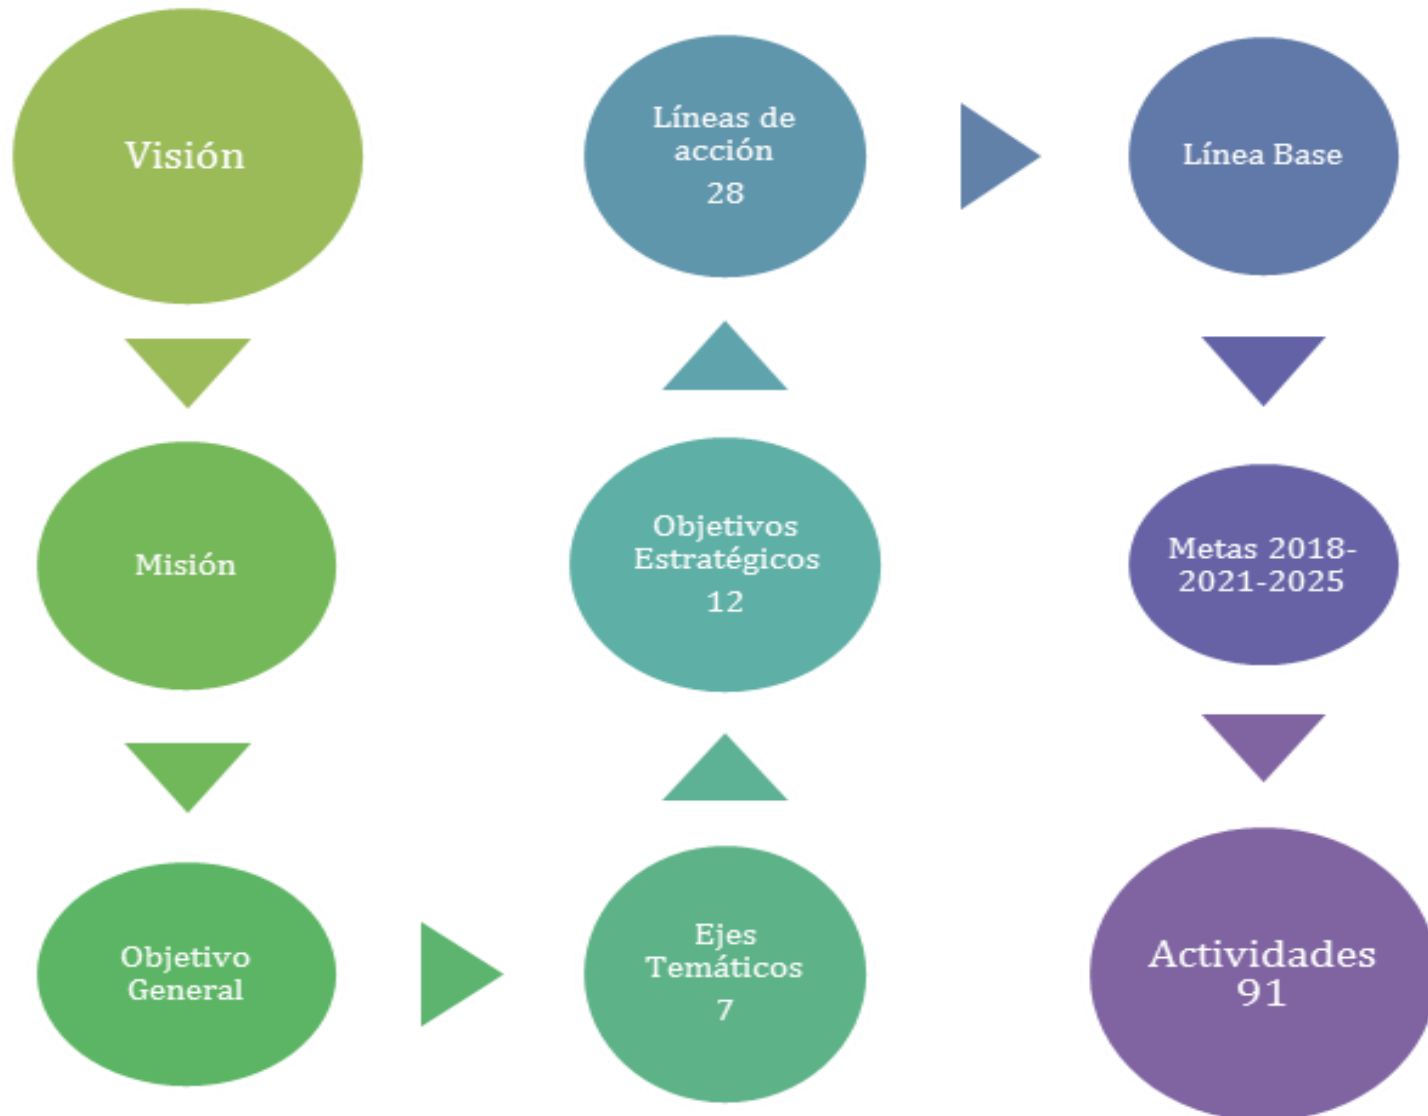 Visión
Misión
Objetivo
General
Ejes
Temáticos
7
Objetivos
Estratégicos
12
Líneas de
acción
28
Línea Base
Metas 2018-
2021-2025
Actividades
91